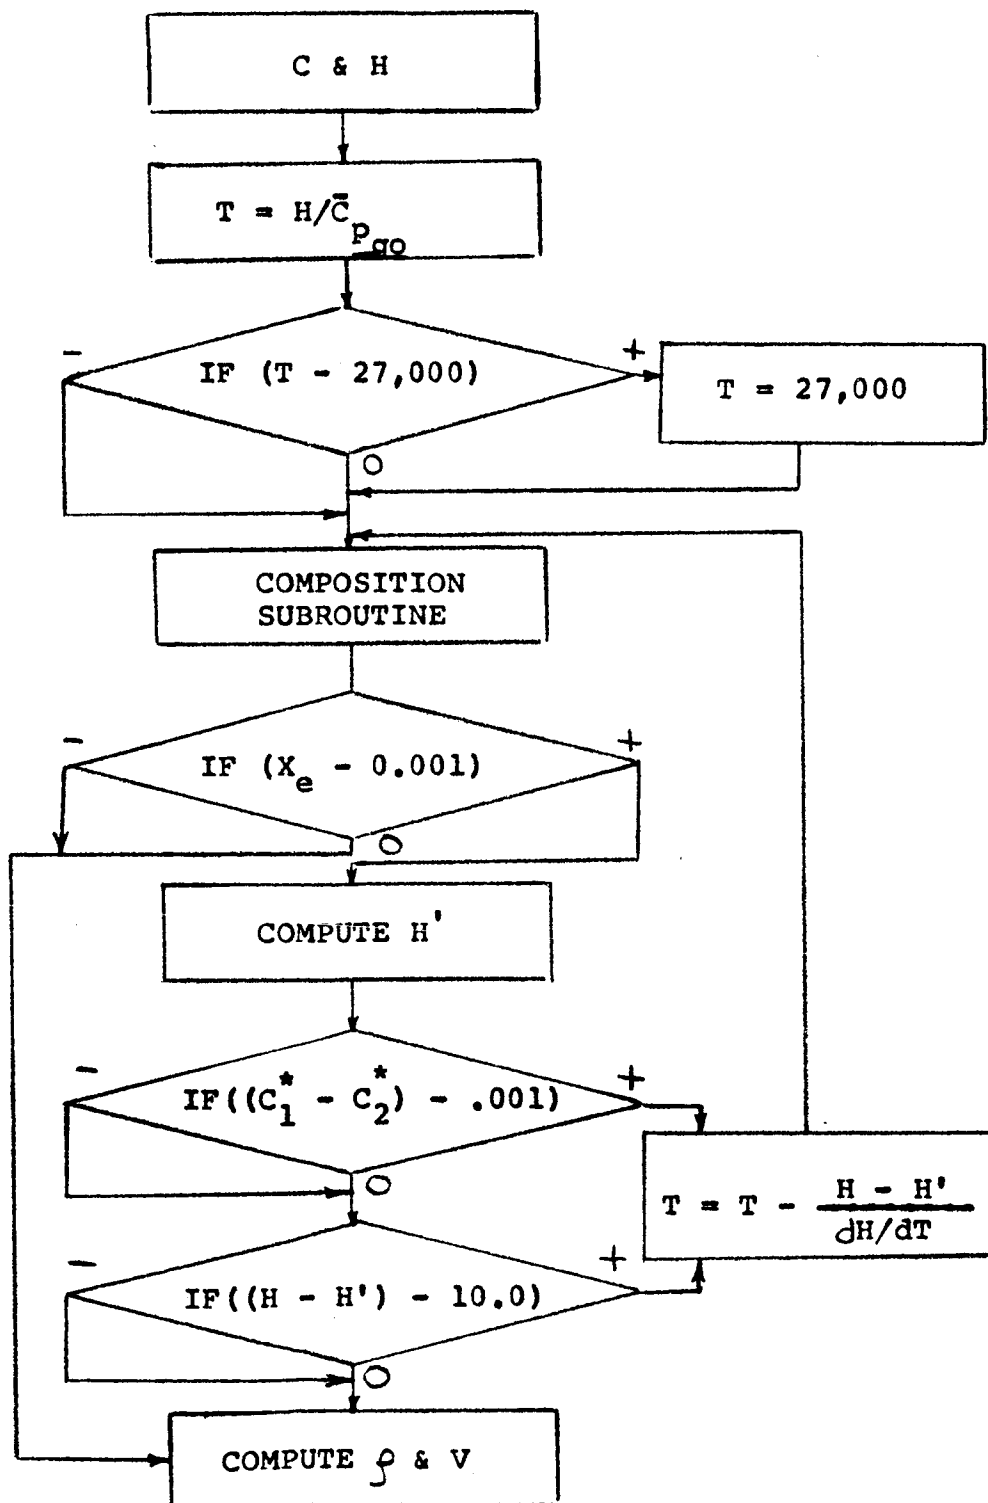 C & H
T = H/C̄p_go
- IF (T - 27,000) +
T = 27,000
O
COMPOSITION
SUBROUTINE
- IF (Xe - 0.001) +
O
COMPUTE H'
- IF((C1* - C2*) - .001) +
O
T = T - (H - H')/(dH/dT)
- IF((H - H') - 10.0) +
O
COMPUTE ρ & V